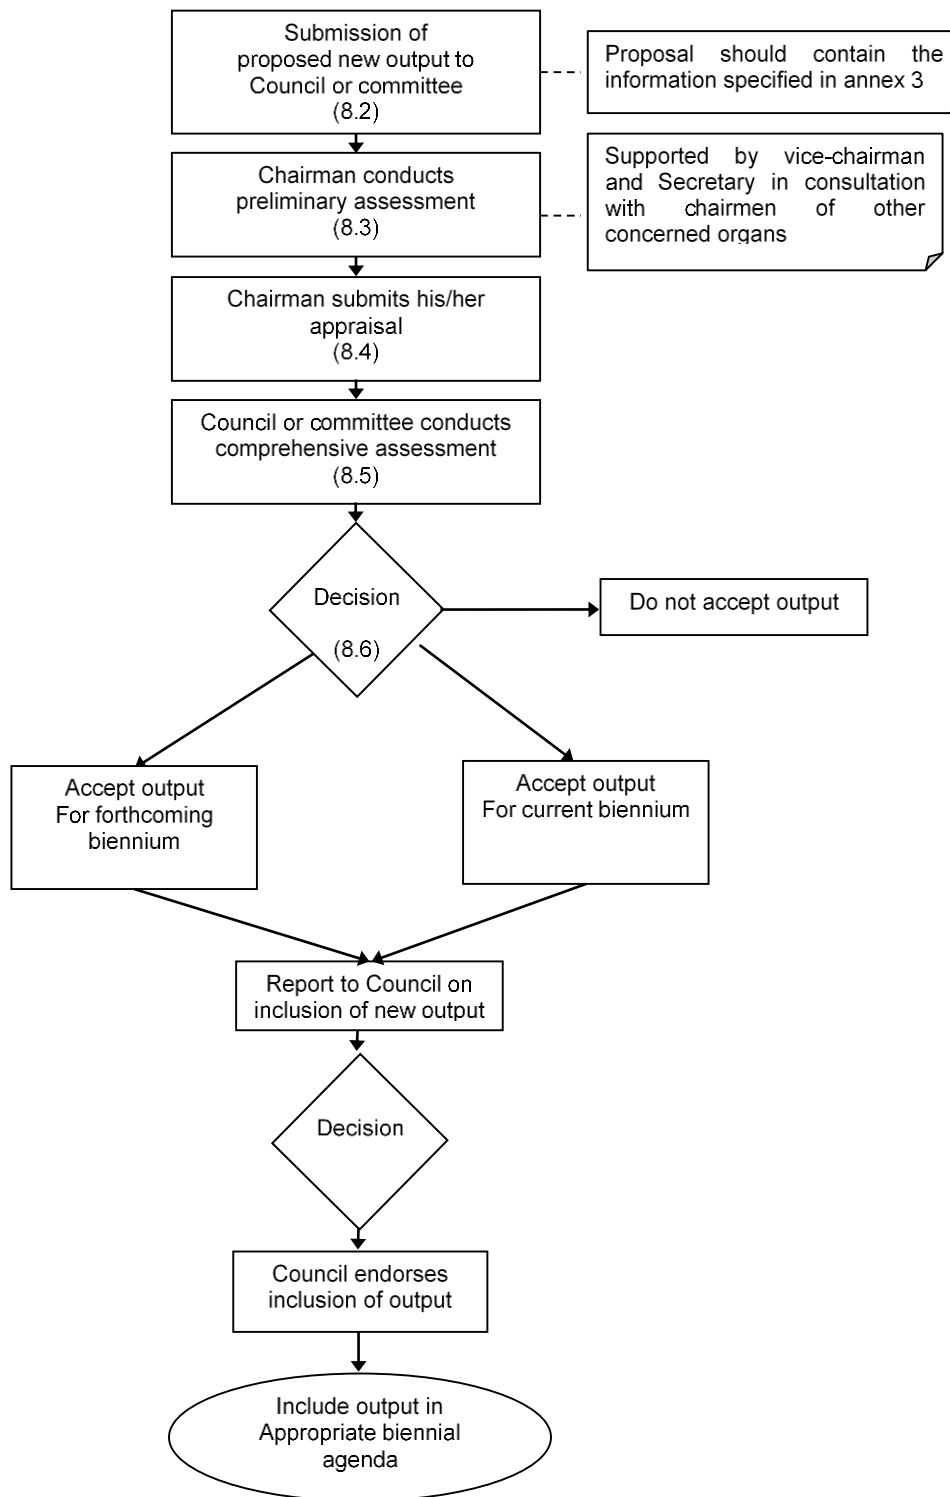 Submission of
proposed new output to
Council or committee
(8.2)
Proposal should contain the
information specified in annex 3
Chairman conducts
preliminary assessment
(8.3)
Supported by vice-chairman
and Secretary in consultation
with chairmen of other
concerned organs
Chairman submits his/her
appraisal
(8.4)
Council or committee conducts
comprehensive assessment
(8.5)
Decision
(8.6)
Do not accept output
Accept output
For forthcoming
biennium
Accept output
For current biennium
Report to Council on
inclusion of new output
Decision
Council endorses
inclusion of output
Include output in
Appropriate biennial
agenda